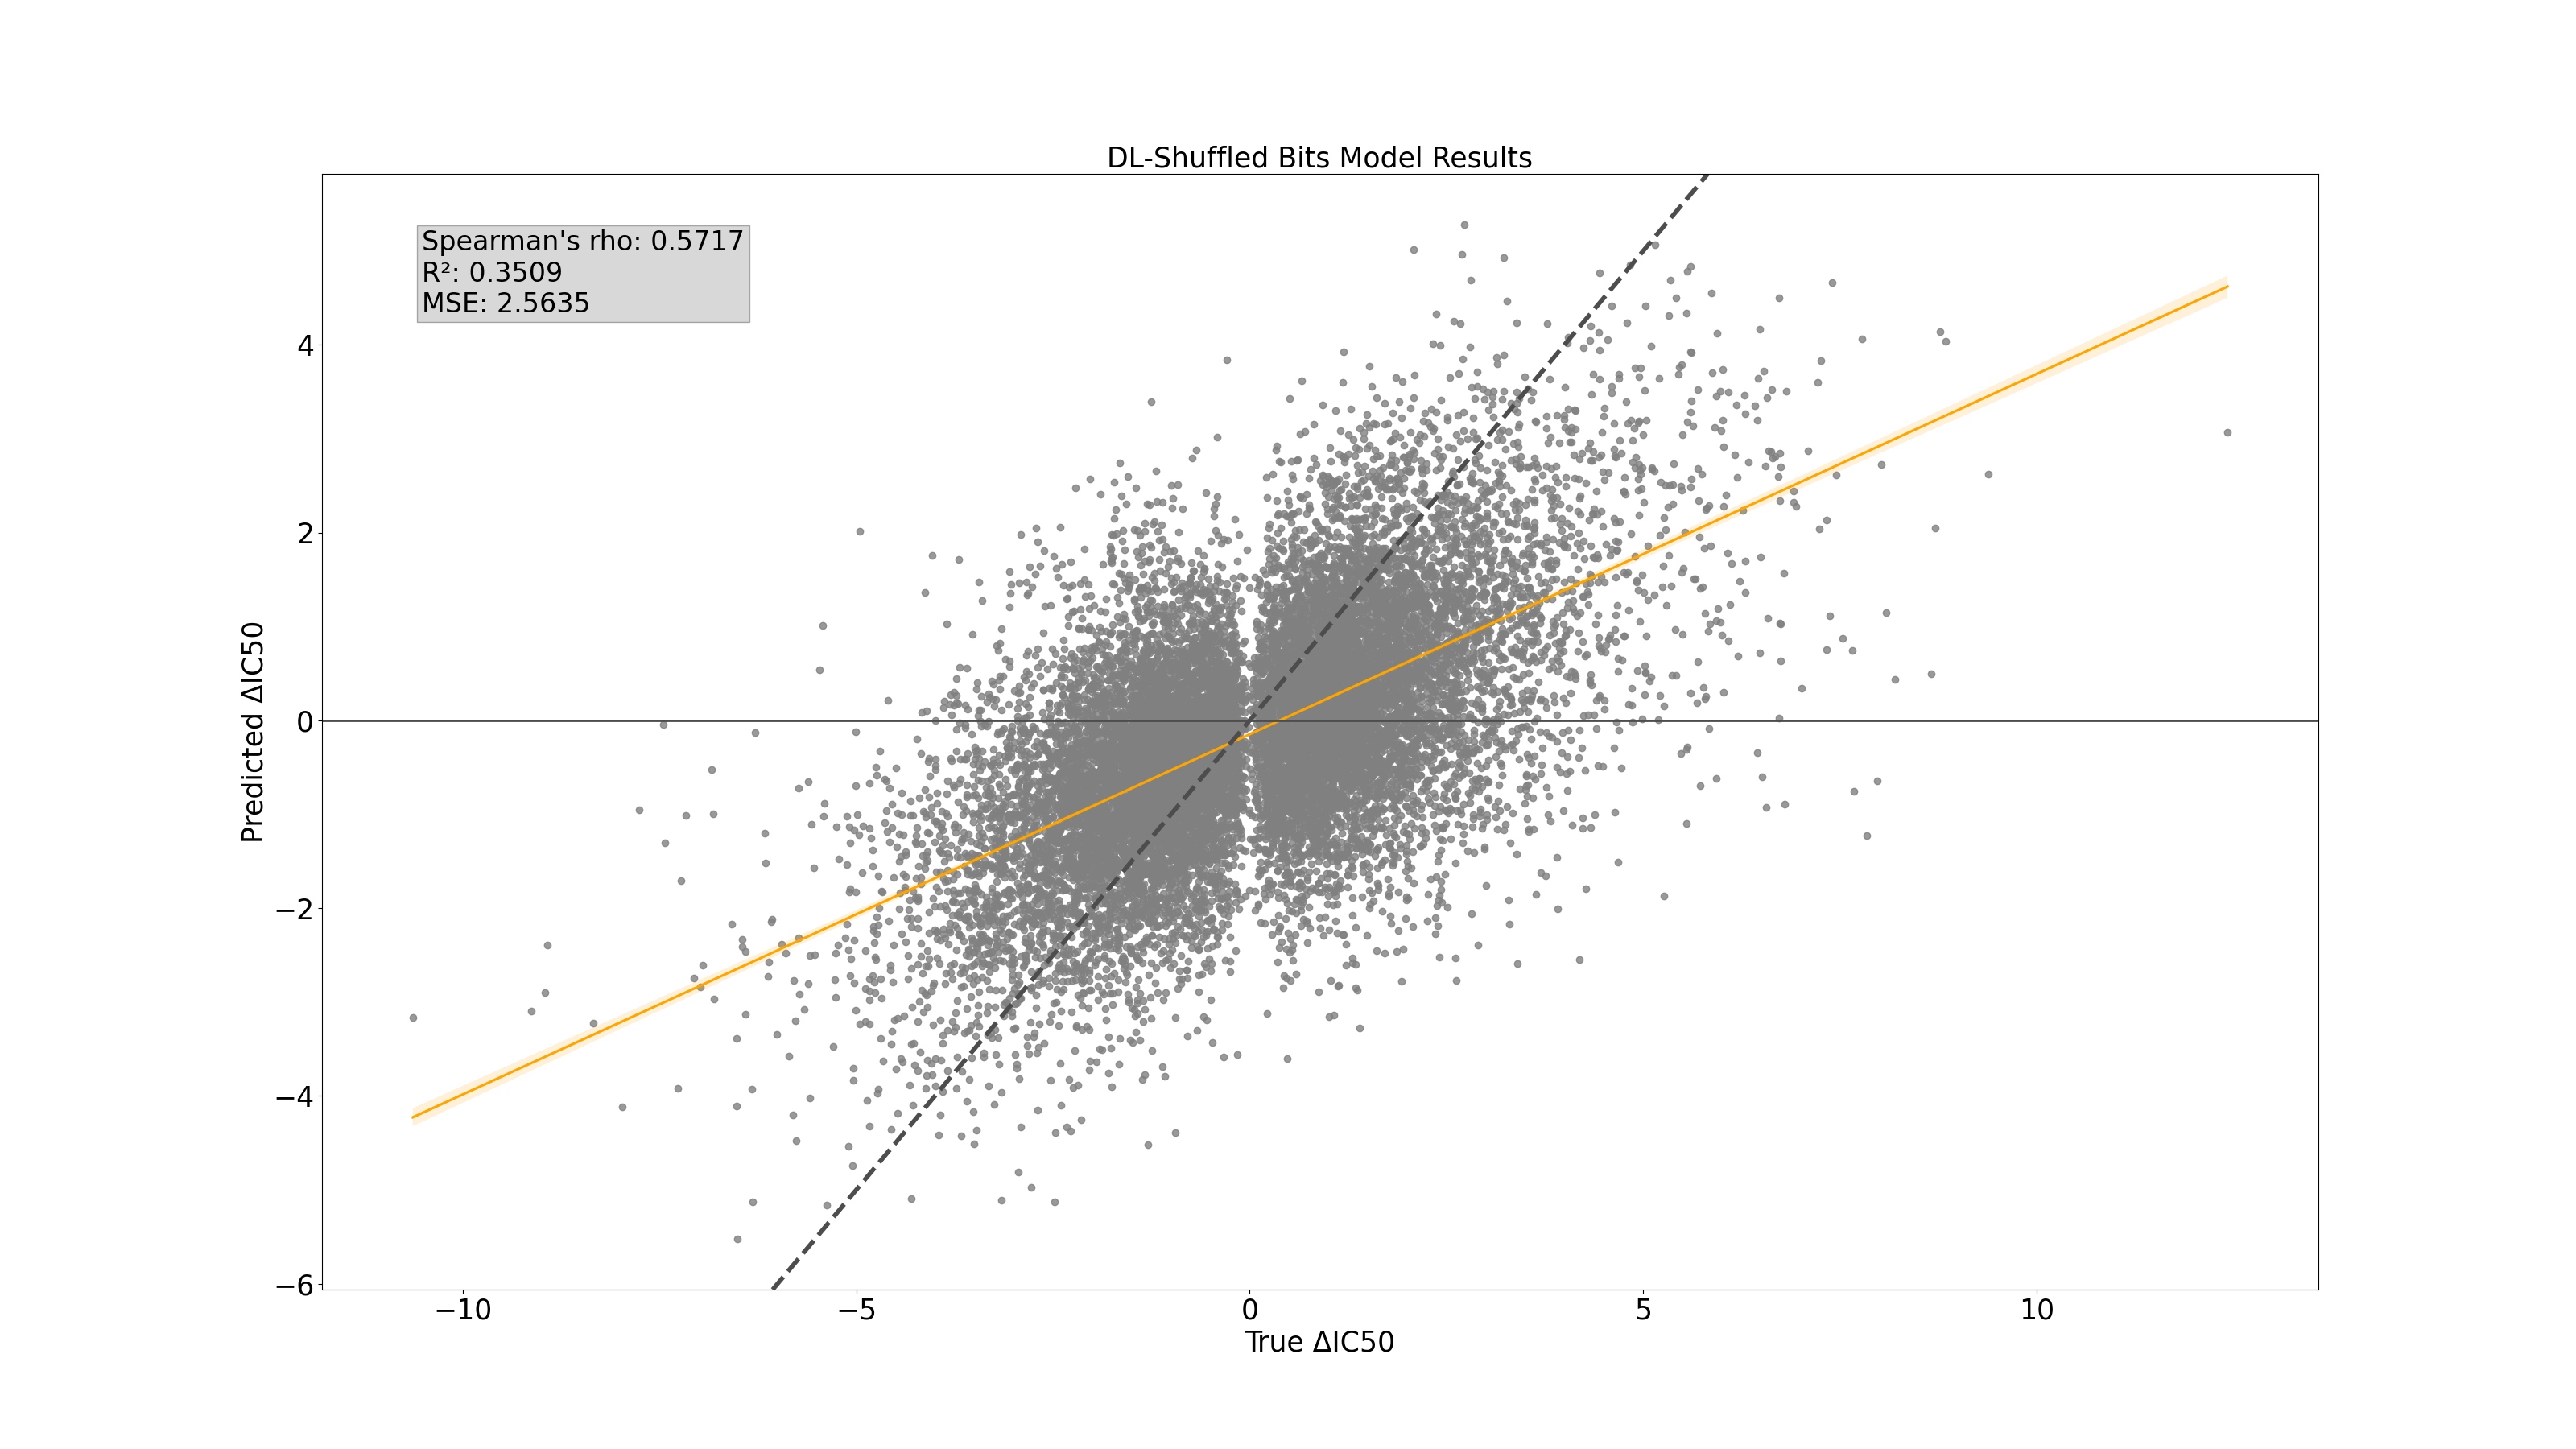 DL-Shuffled Bits Model Results
Spearman's rho: 0.5717
R²: 0.3509
MSE: 2.5635
4
2
0
−2
−4
−6
Predicted ΔIC50
−10 −5 0 5 10
True ΔIC50